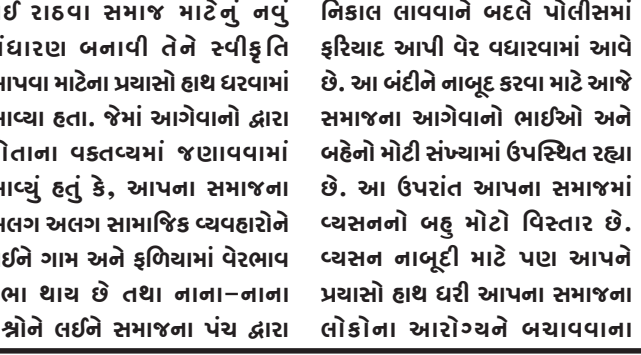 રાઠવા સમાજ માટેનું નવું
બનાવી તેને સ્વીકૃતિ
આપવા માટેના પ્રયાસો હાથ ધરવામાં
આવ્યા હતા. જેમાં આગેવાનો દ્વારા
પોતાના વક્તવ્યમાં જણાવવામાં
આવ્યું હતું કે, આપના સમાજના
અલગ અલગ સામાજિક વ્યવહારોને
લઈને ગામ અને ફળિયામાં વેરભાવ
ઊભા થાય છે તથા નાના-નાના
પ્રશ્નોને લઈને સમાજના પંચ દ્વારા
નિકાલ લાવવાને બદલે પોલીસમાં
ફરિયાદ આપી વેર વધારવામાં આવે
છે. આ બંદીને નાબૂદ કરવા માટે આજે
સમાજના આગેવાનો ભાઈઓ અને
બહેનો મોટી સંખ્યામાં ઉપસ્થિત રહ્યા
છે. આ ઉપરાંત આપના સમાજમાં
વ્યસનનો બહુ મોટો વિસ્તાર છે.
વ્યસન નાબૂદી માટે પણ આપને
પ્રયાસો હાથ ધરી આપના સમાજના
લોકોના આરોગ્યને બચાવવાના